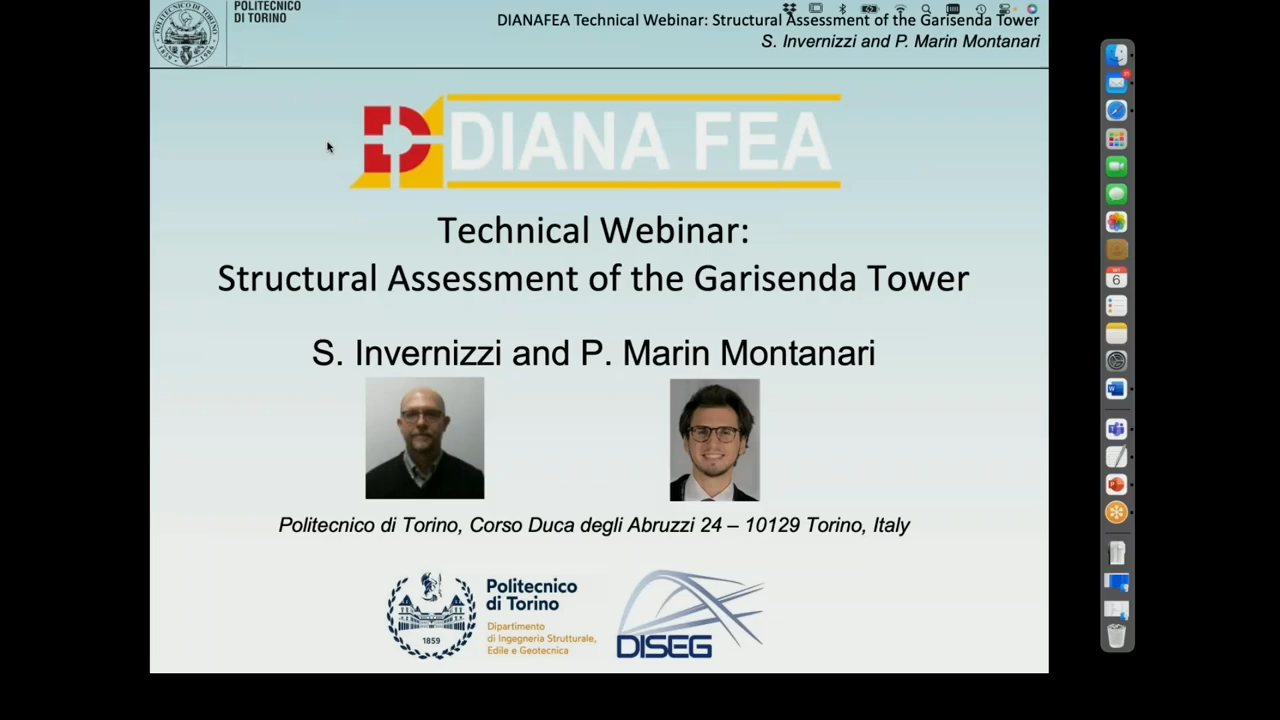 POLITECNICO
DI TORINO
DIANAFEA Technical Webinar: Structural Assessment of the Garisenda Tower
S. Invernizzi and P. Marin Montanari
DIANA FEA
Technical Webinar:
Structural Assessment of the Garisenda Tower
S. Invernizzi and P. Marin Montanari
Politecnico di Torino, Corso Duca degli Abruzzi 24 – 10129 Torino, Italy
Politecnico
di Torino
Dipartimento
di Ingegneria Strutturale,
Edile e Geotecnica
1859
DISEG
6